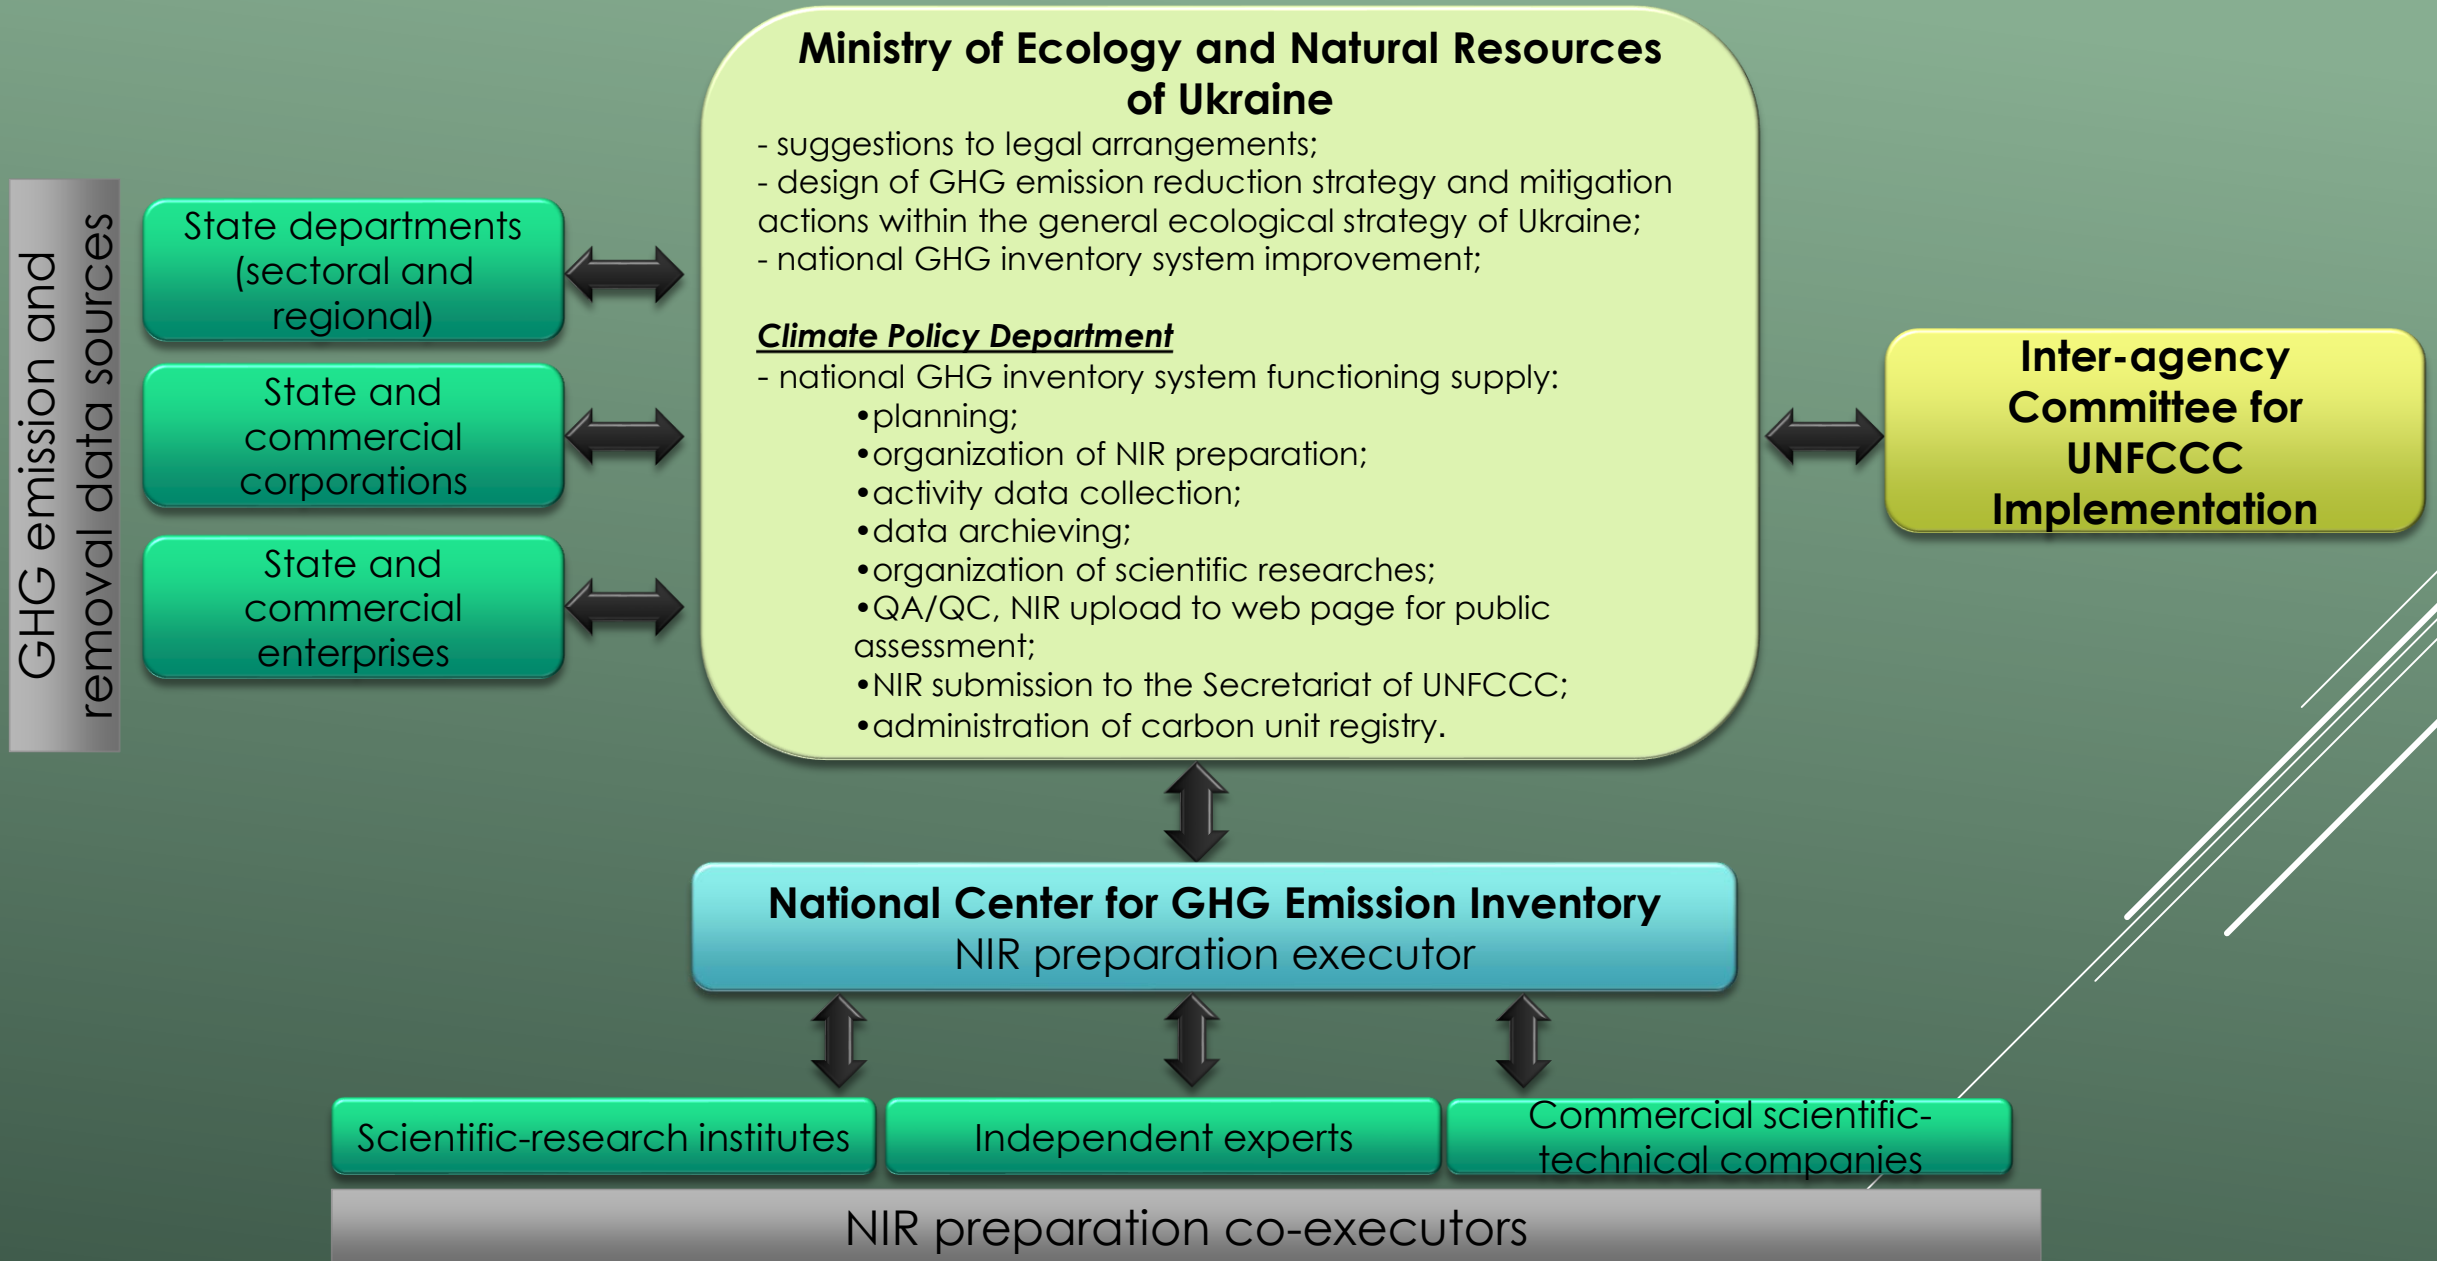 GHG emission and
removal data sources
State departments
(sectoral and
regional)
State and
commercial
corporations
State and
commercial
enterprises
Ministry of Ecology and Natural Resources
of Ukraine
- suggestions to legal arrangements;
- design of GHG emission reduction strategy and mitigation
actions within the general ecological strategy of Ukraine;
- national GHG inventory system improvement;
Climate Policy Department
- national GHG inventory system functioning supply:
•planning;
•organization of NIR preparation;
•activity data collection;
•data archieving;
•organization of scientific researches;
•QA/QC, NIR upload to web page for public
assessment;
•NIR submission to the Secretariat of UNFCCC;
•administration of carbon unit registry.
Inter-agency
Committee for
UNFCCC
Implementation
National Center for GHG Emission Inventory
NIR preparation executor
Scientific-research institutes
Independent experts
Commercial scientific-
technical companies
NIR preparation co-executors